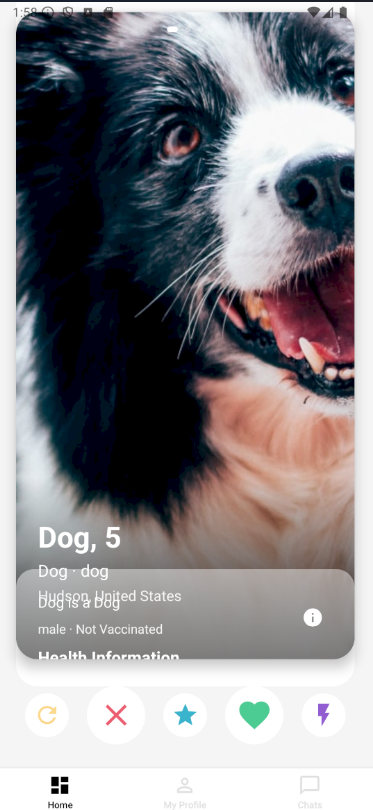 1:58
Dog, 5
Dog · dog
Hudson, United States
Dog is a Dog
male · Not Vaccinated
Health Information
Home
My Profile
Chats